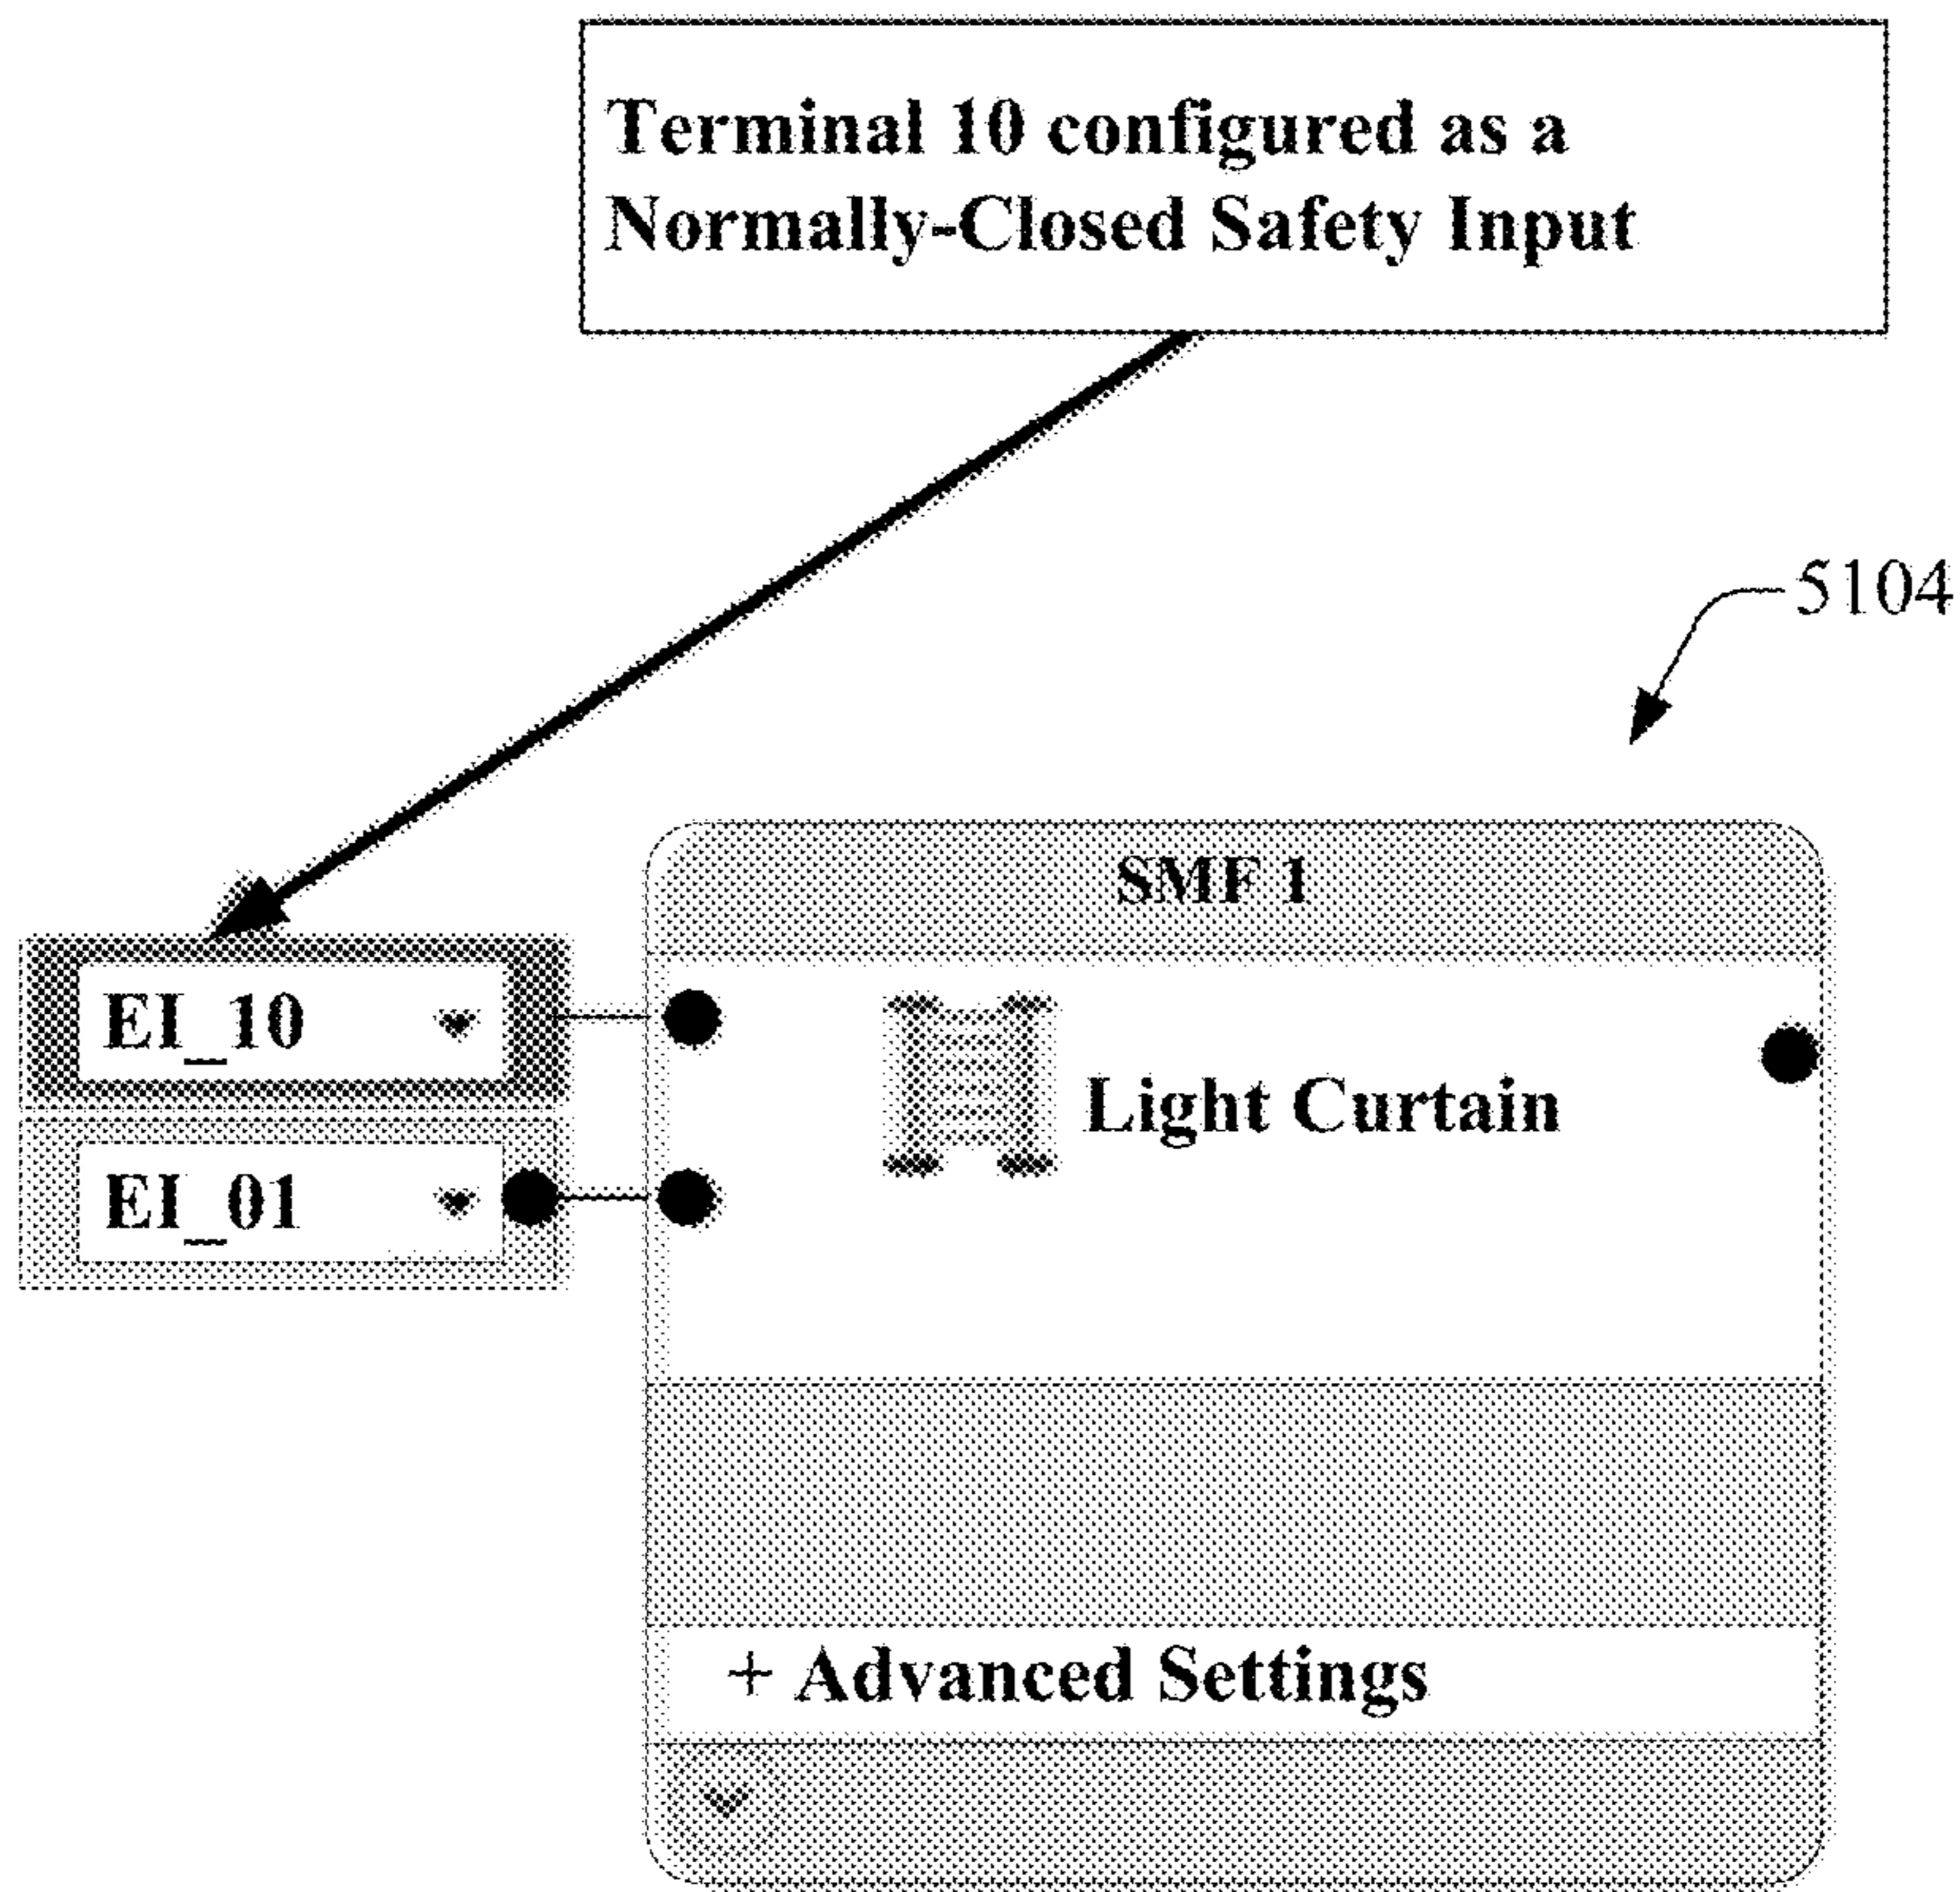 Terminal 10 configured as a
Normally-Closed Safety Input
5104
SMF 1
EI_10
Light Curtain
EI_01
+ Advanced Settings